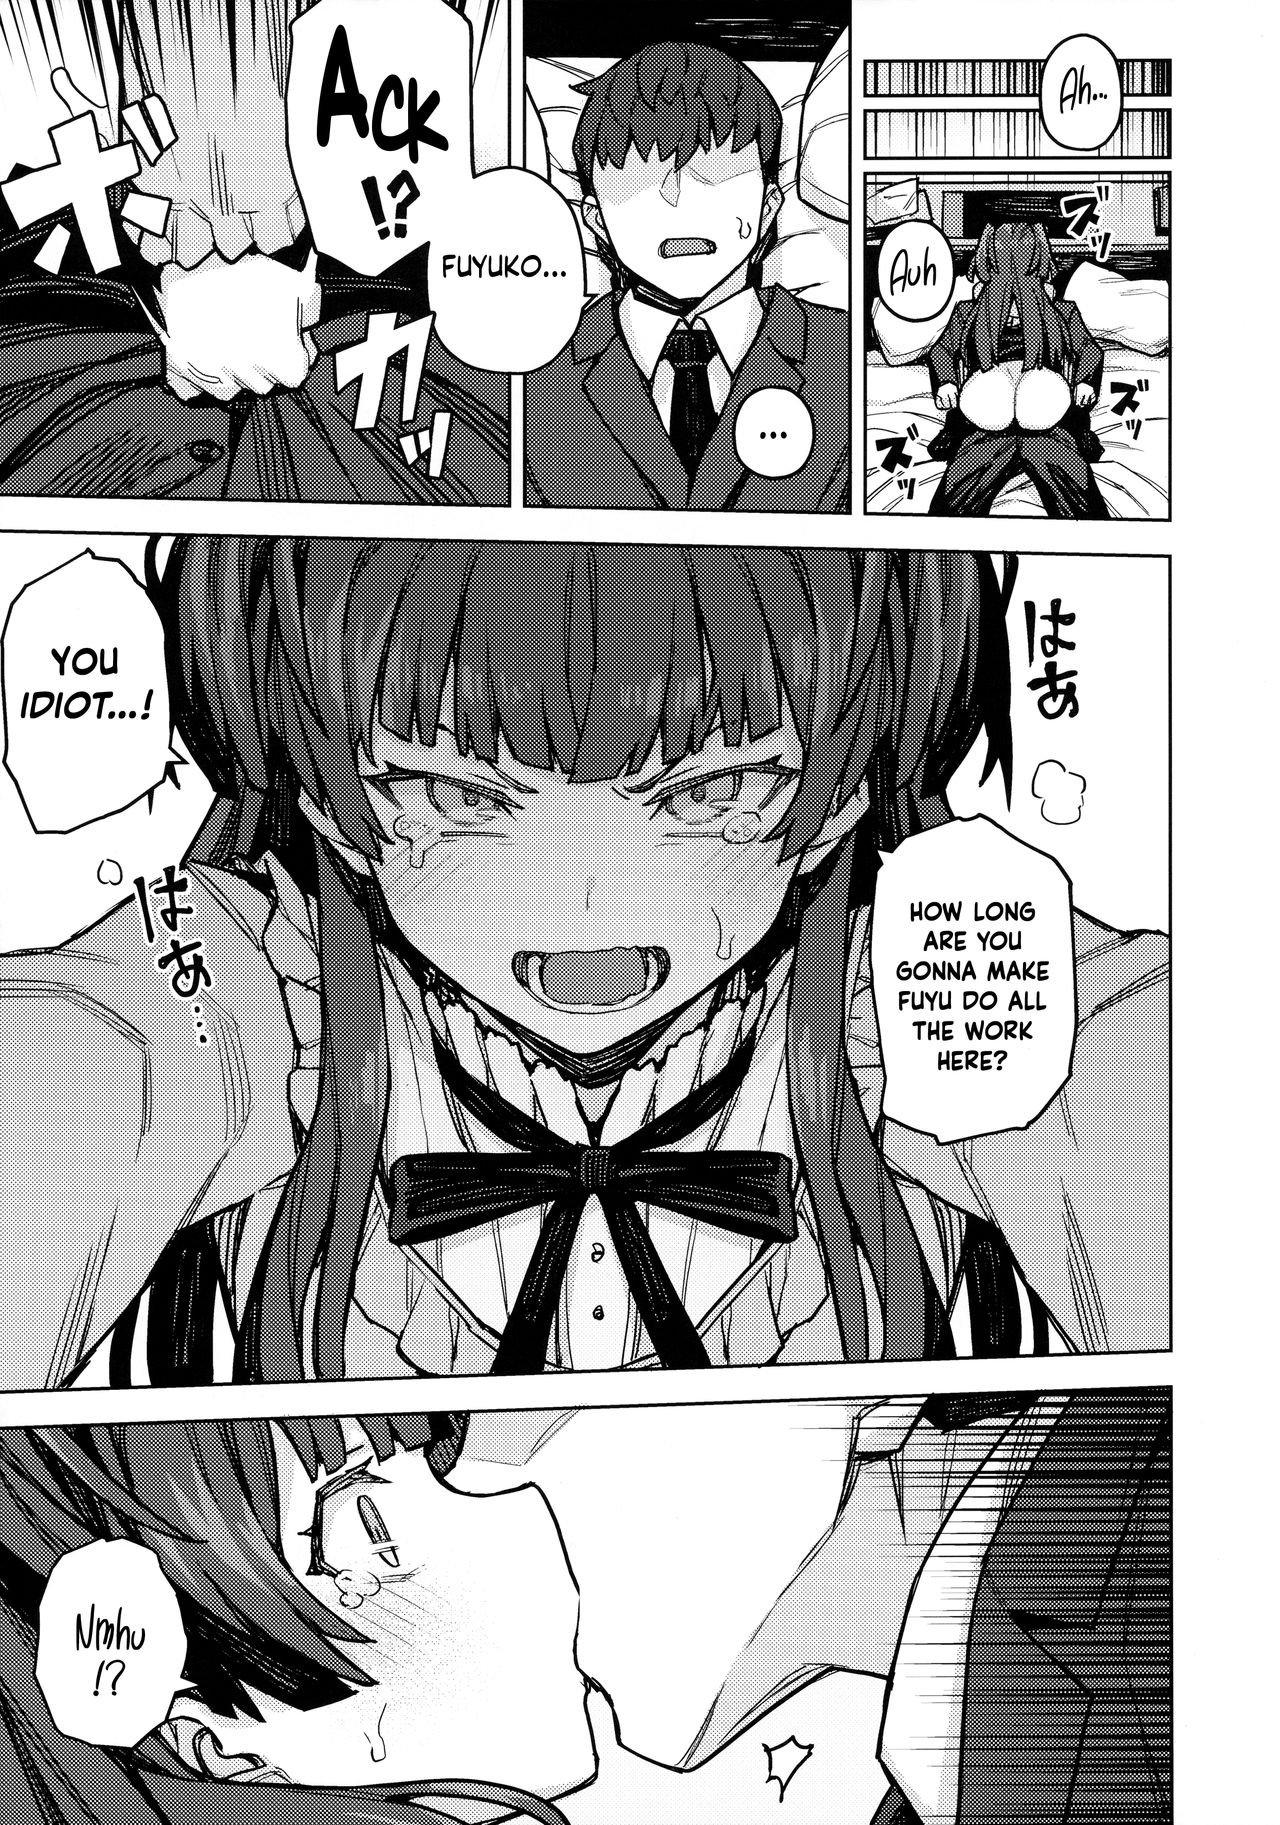 Ah...
Auh
ズッ
ズッ
ズッ
...
FUYUKO...
ACK
!?
ガッ
YOU
IDIOT...!
はぁ
HOW LONG
ARE YOU
GONNA MAKE
FUYU DO ALL
THE WORK
HERE?
はぁ...
Nmhu
!?